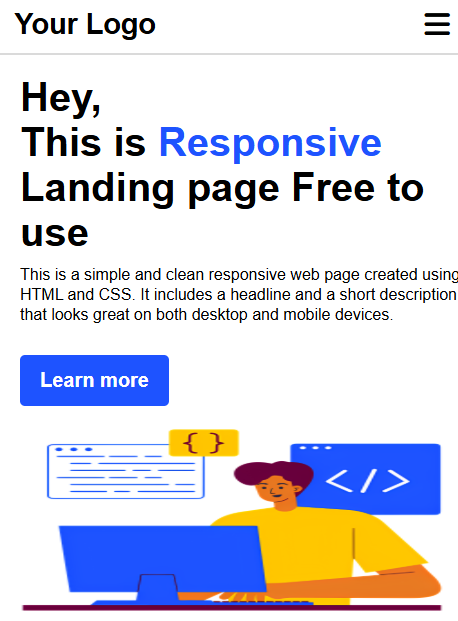 Your Logo
Hey,
This is Responsive
Landing page Free to
use
This is a simple and clean responsive web page created using
HTML and CSS. It includes a headline and a short description
that looks great on both desktop and mobile devices.
Learn more
{ }
</>